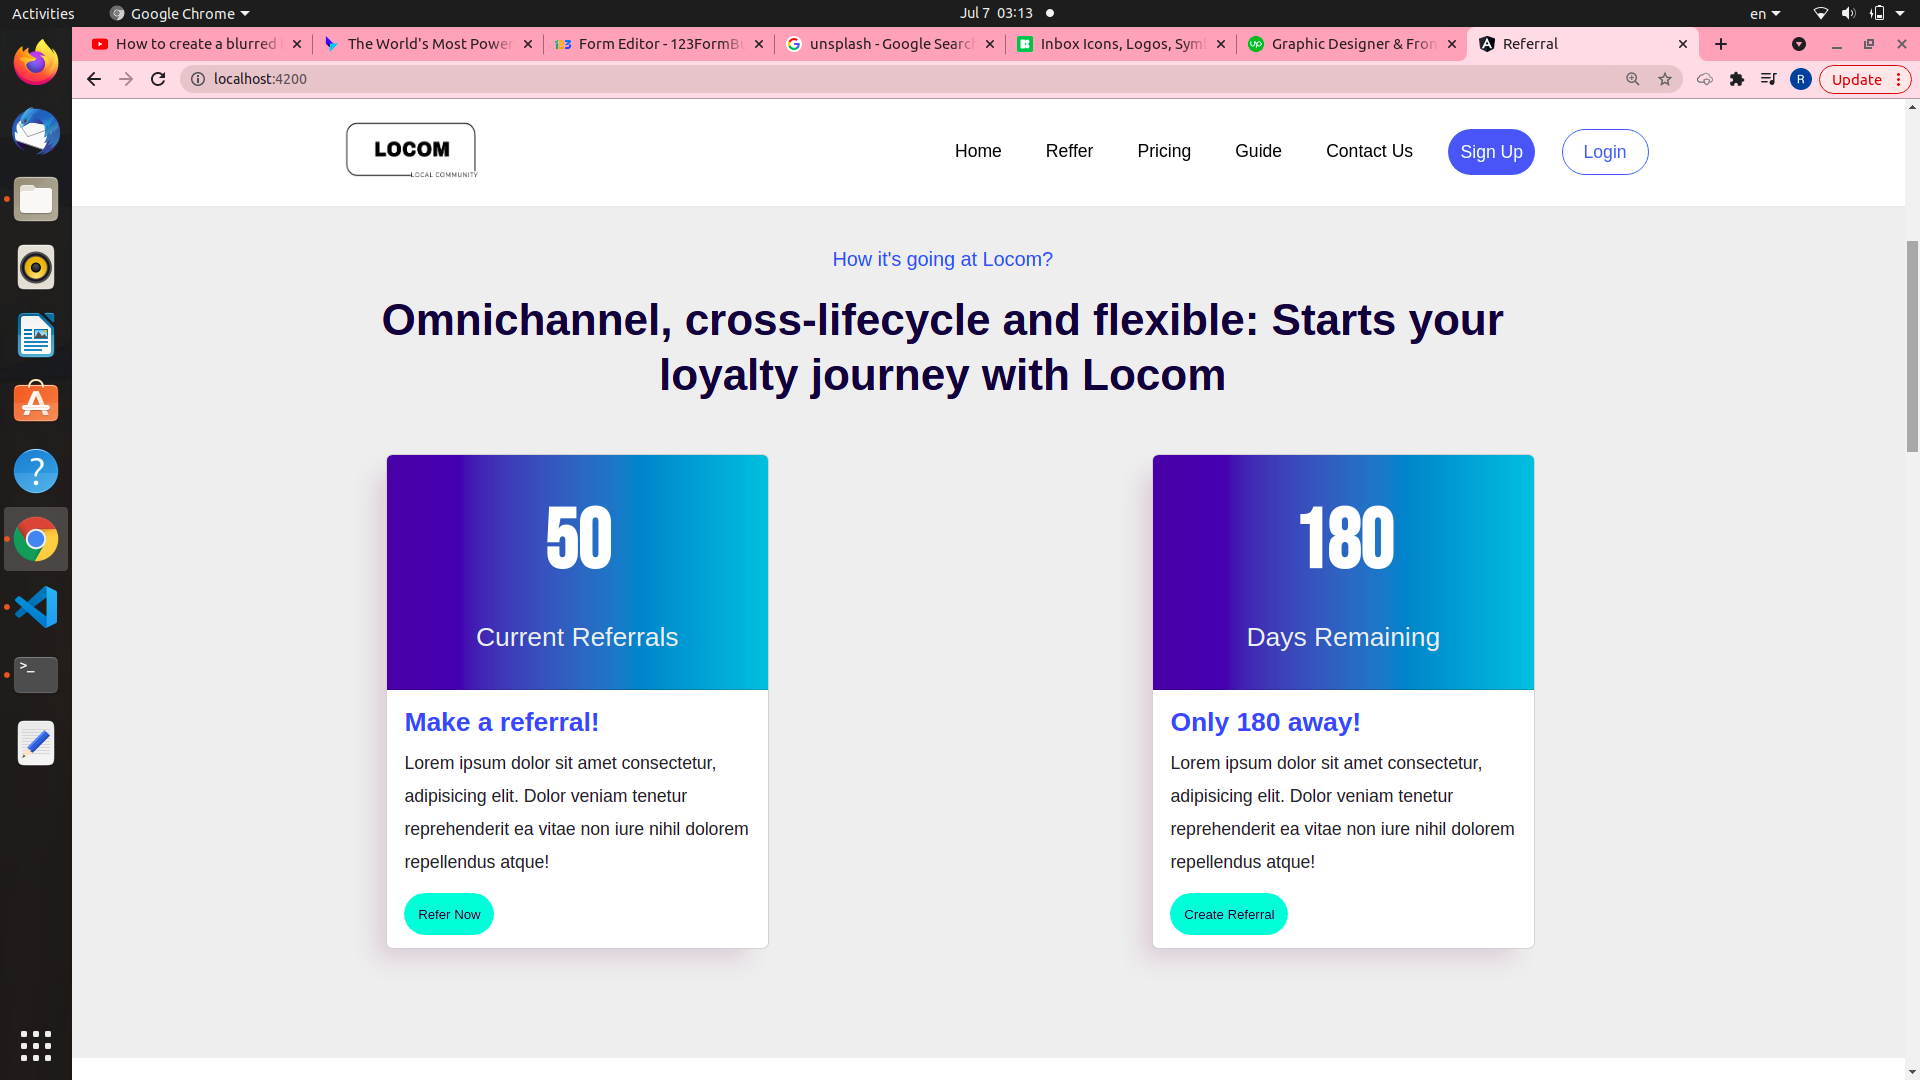 Activities
Google Chrome
Jul 7 03:13
en
How to create a blurred
The World's Most Power
Form Editor - 123FormBu
unsplash - Google Search
Inbox Icons, Logos, Symb
Graphic Designer & Fron
Referral
localhost:4200
R
Update
LOCOM
LOCAL COMMUNITY
Home
Reffer
Pricing
Guide
Contact Us
Sign Up
Login
How it's going at Locom?
Omnichannel, cross-lifecycle and flexible: Starts your
loyalty journey with Locom
50
Current Referrals
Make a referral!
Lorem ipsum dolor sit amet consectetur,
adipisicing elit. Dolor veniam tenetur
reprehenderit ea vitae non iure nihil dolorem
repellendus atque!
Refer Now
180
Days Remaining
Only 180 away!
Lorem ipsum dolor sit amet consectetur,
adipisicing elit. Dolor veniam tenetur
reprehenderit ea vitae non iure nihil dolorem
repellendus atque!
Create Referral